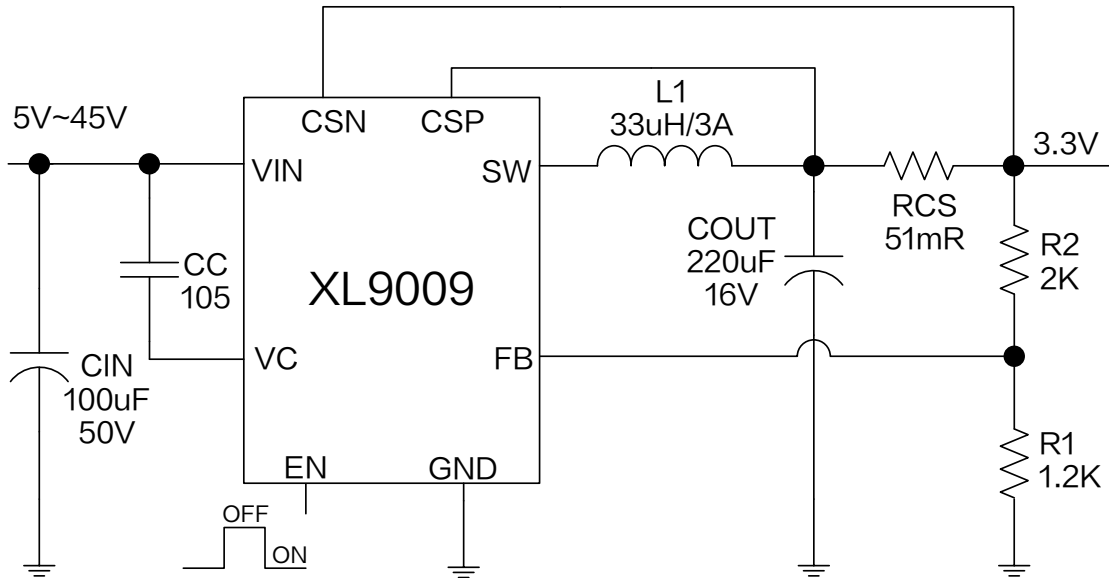 5V~45V
CSN
CSP
L1
33uH/3A
3.3V
VIN
SW
RCS
51mR
CC
105
COUT
220uF
16V
R2
2K
XL9009
VC
FB
CIN
100uF
50V
EN
GND
R1
1.2K
OFF
ON